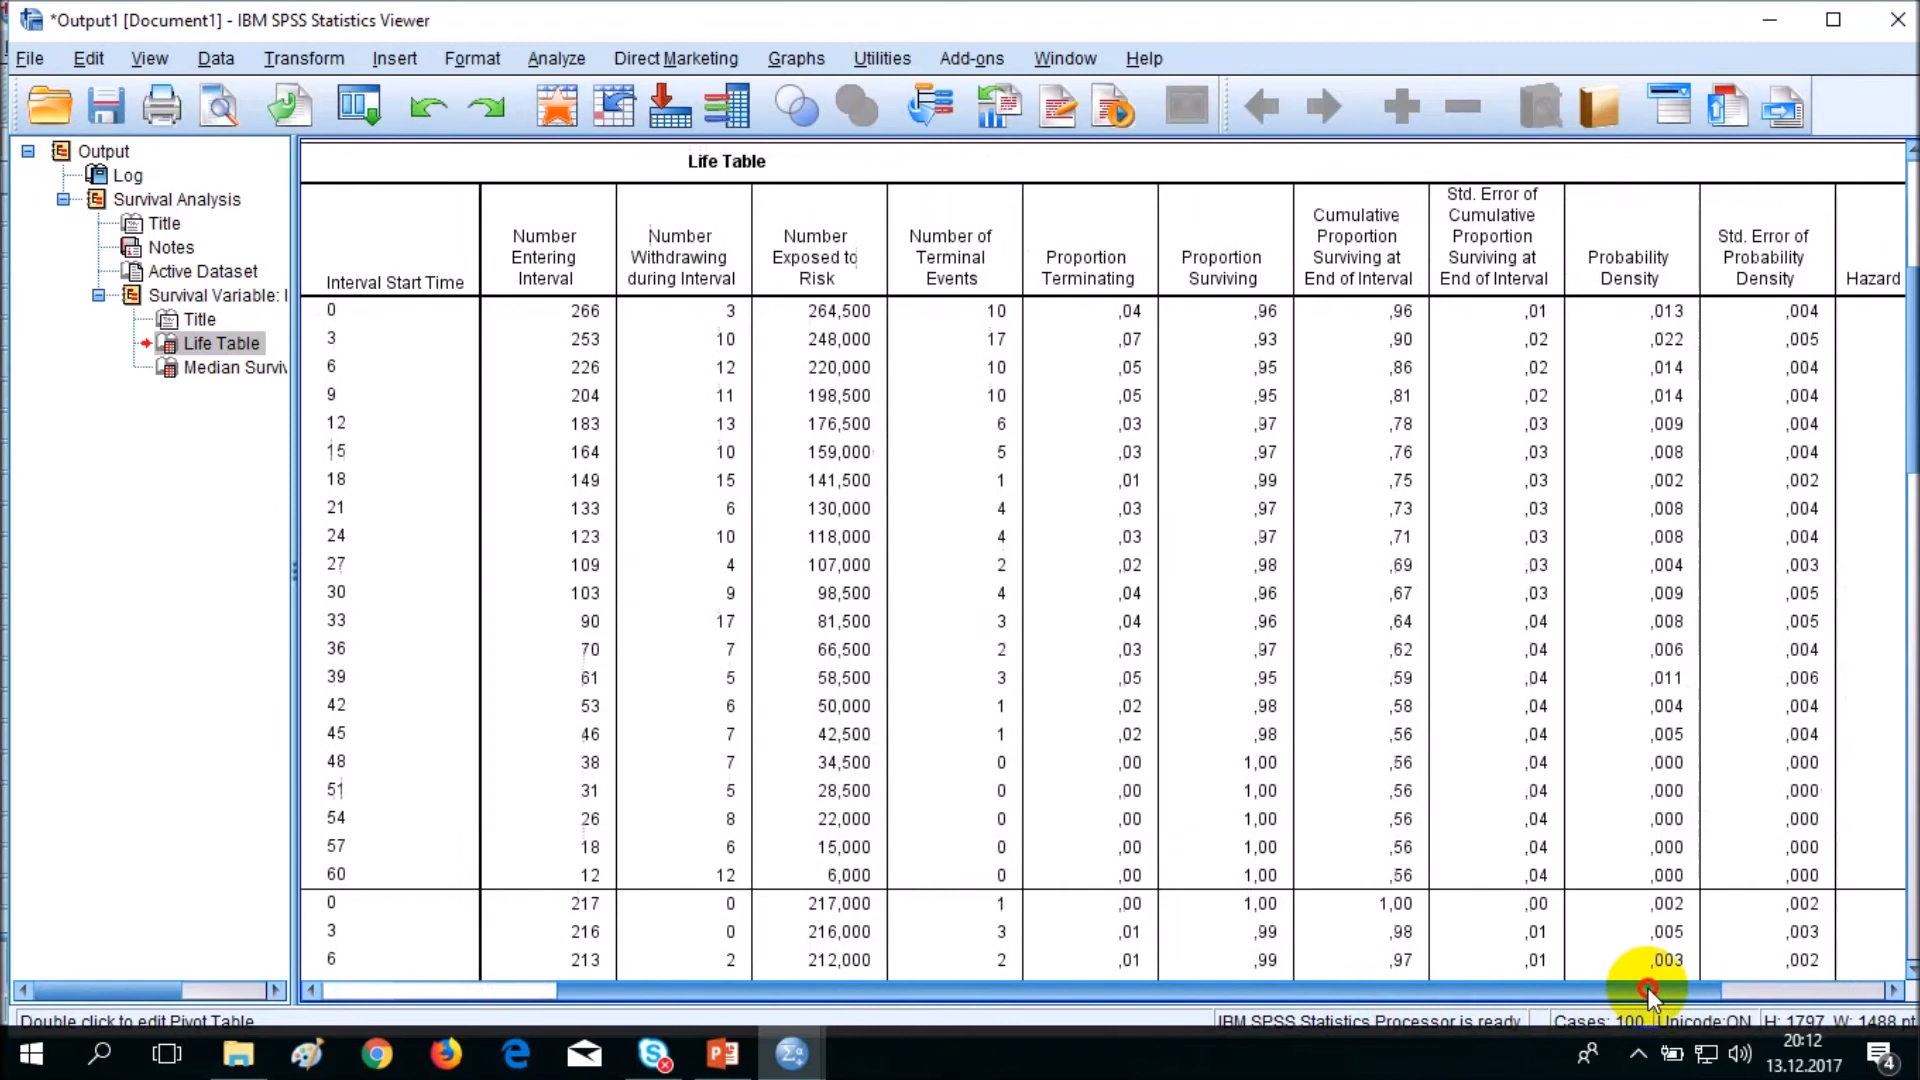 *Output1 [Document1] - IBM SPSS Statistics Viewer
File Edit View Data Transform Insert Format Analyze Direct Marketing Graphs Utilities Add-ons Window Help
Output
Log
Survival Analysis
Title
Notes
Active Dataset
Survival Variable:
Title
Life Table
Median Surviv
Life Table
Interval Start Time Number Entering Interval Number Withdrawing during Interval Number Exposed to Risk Number of Terminal Events Proportion Terminating Proportion Surviving Cumulative Proportion Surviving at End of Interval Std. Error of Cumulative Proportion Surviving at End of Interval Probability Density Std. Error of Probability Density Hazard
0 266 3 264,500 10 ,04 ,96 ,96 ,01 ,013 ,004
3 253 10 248,000 17 ,07 ,93 ,90 ,02 ,022 ,005
6 226 12 220,000 10 ,05 ,95 ,86 ,02 ,014 ,004
9 204 11 198,500 10 ,05 ,95 ,81 ,02 ,014 ,004
12 183 13 176,500 6 ,03 ,97 ,78 ,03 ,009 ,004
15 164 10 159,000 5 ,03 ,97 ,76 ,03 ,008 ,004
18 149 15 141,500 1 ,01 ,99 ,75 ,03 ,002 ,002
21 133 6 130,000 4 ,03 ,97 ,73 ,03 ,008 ,004
24 123 10 118,000 4 ,03 ,97 ,71 ,03 ,008 ,004
27 109 4 107,000 2 ,02 ,98 ,69 ,03 ,004 ,003
30 103 9 98,500 4 ,04 ,96 ,67 ,03 ,009 ,005
33 90 17 81,500 3 ,04 ,96 ,64 ,04 ,008 ,005
36 70 7 66,500 2 ,03 ,97 ,62 ,04 ,006 ,004
39 61 5 58,500 3 ,05 ,95 ,59 ,04 ,011 ,006
42 53 6 50,000 1 ,02 ,98 ,58 ,04 ,004 ,004
45 46 7 42,500 1 ,02 ,98 ,56 ,04 ,005 ,004
48 38 7 34,500 0 ,00 1,00 ,56 ,04 ,000 ,000
51 31 5 28,500 0 ,00 1,00 ,56 ,04 ,000 ,000
54 26 8 22,000 0 ,00 1,00 ,56 ,04 ,000 ,000
57 18 6 15,000 0 ,00 1,00 ,56 ,04 ,000 ,000
60 12 12 6,000 0 ,00 1,00 ,56 ,04 ,000 ,000
0 217 0 217,000 1 ,00 1,00 1,00 ,00 ,002 ,002
3 216 0 216,000 3 ,01 ,99 ,98 ,01 ,005 ,003
6 213 2 212,000 2 ,01 ,99 ,97 ,01 ,003 ,002
Double click to edit Pivot Table IBM SPSS Statistics Processor is ready Cases: 100 Unicode:ON H: 1797, W: 1488 pt
20:12
13.12.2017
4